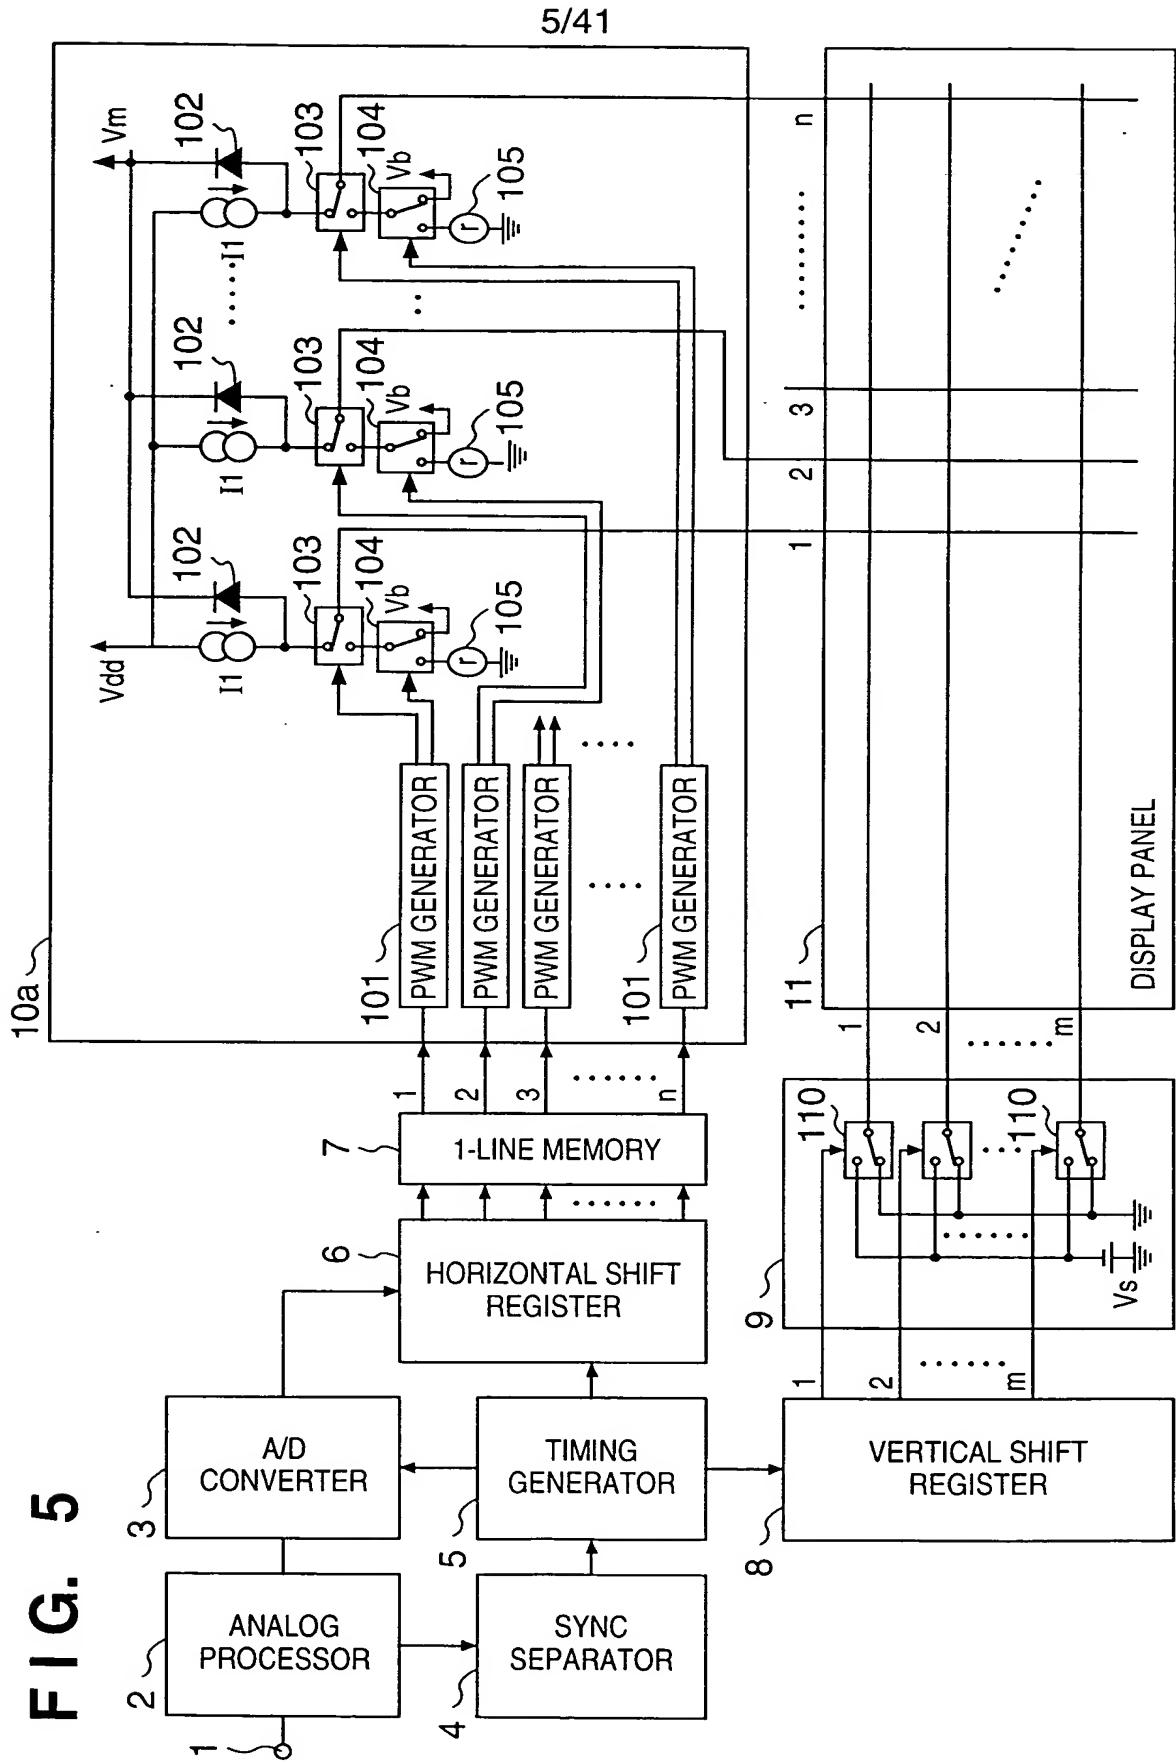 5/41
FIG. 5
1
2
ANALOG
PROCESSOR
3
A/D
CONVERTER
4
SYNC
SEPARATOR
5
TIMING
GENERATOR
6
HORIZONTAL SHIFT
REGISTER
7
1-LINE MEMORY
1
2
3
n
8
VERTICAL SHIFT
REGISTER
1
2
m
9
110
110
Vs
1
2
m
10a
101
PWM GENERATOR
PWM GENERATOR
PWM GENERATOR
101
PWM GENERATOR
Vdd
Vm
I1
102
I1
102
I1
102
103
103
103
104
104
104
Vb
Vb
Vb
r
105
r
105
r
105
11
1
2
3
n
DISPLAY PANEL